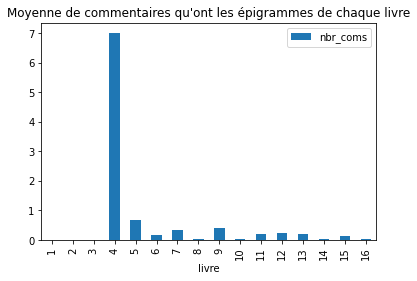 Moyenne de commentaires qu'ont les épigrammes de chaque livre
nbr_coms
7
6
5
4
3
2
1
0
1 2 3 4 5 6 7 8 9 10 11 12 13 14 15 16
livre